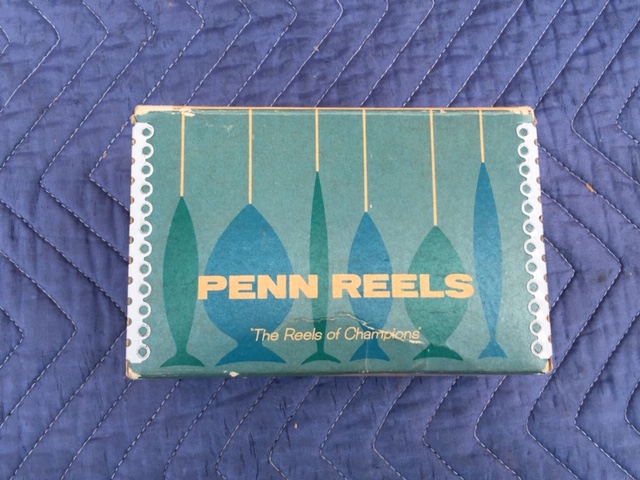 PENN REELS
"The Reels of Champions"